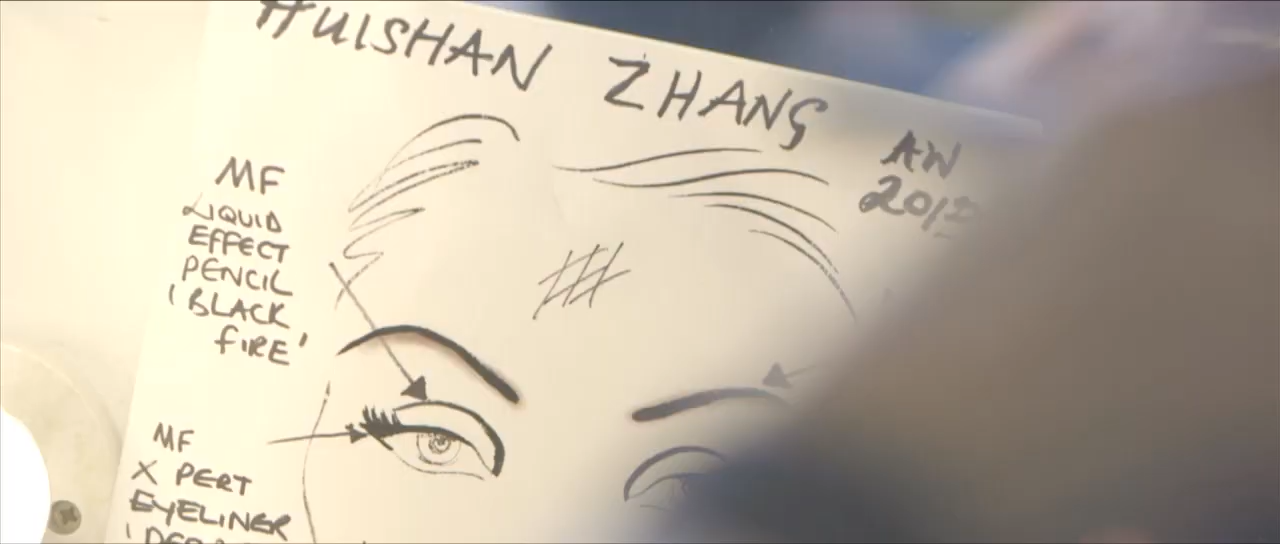 HUISHAN ZHANG
AW
MF
LIQUID
EFFECT
PENCIL
'BLACK
FIRE'
MF
X PERT
EYELINER